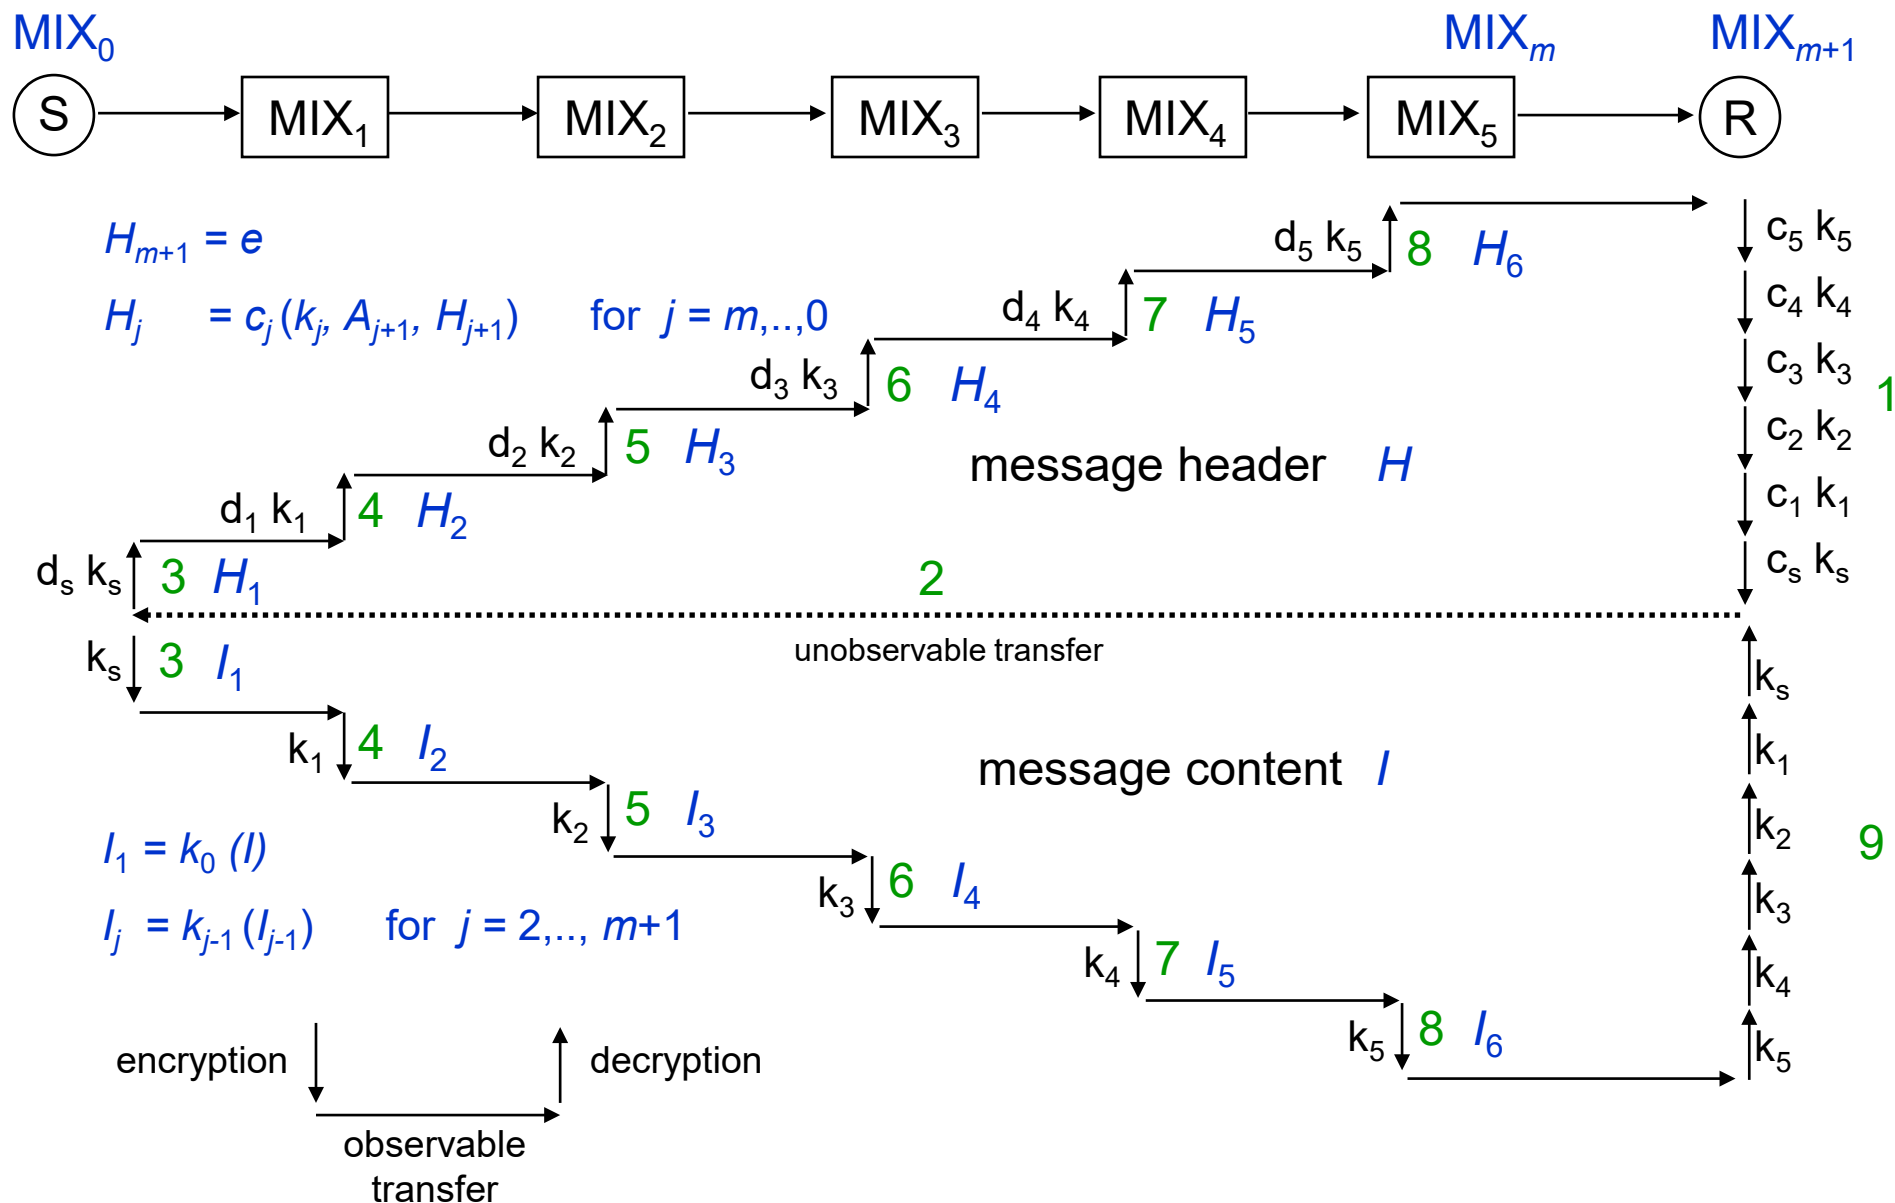 MIX0 MIXm MIXm+1
S MIX1 MIX2 MIX3 MIX4 MIX5 R
Hm+1 = e
Hj = cj (kj, Aj+1, Hj+1) for j = m,..,0
d5 k5 8 H6 c5 k5
d4 k4 7 H5 c4 k4
d3 k3 6 H4 c3 k3 1
d2 k2 5 H3 message header H c2 k2
d1 k1 4 H2 c1 k1
ds ks 3 H1 2 cs ks
unobservable transfer
ks 3 I1 ks
k1 4 I2 message content I k1
k2 5 I3 k2 9
I1 = k0 (I)
k3 6 I4 k3
Ij = kj-1 (Ij-1) for j = 2,.., m+1
k4 7 I5 k4
k5 8 I6 k5
encryption decryption
observable
transfer